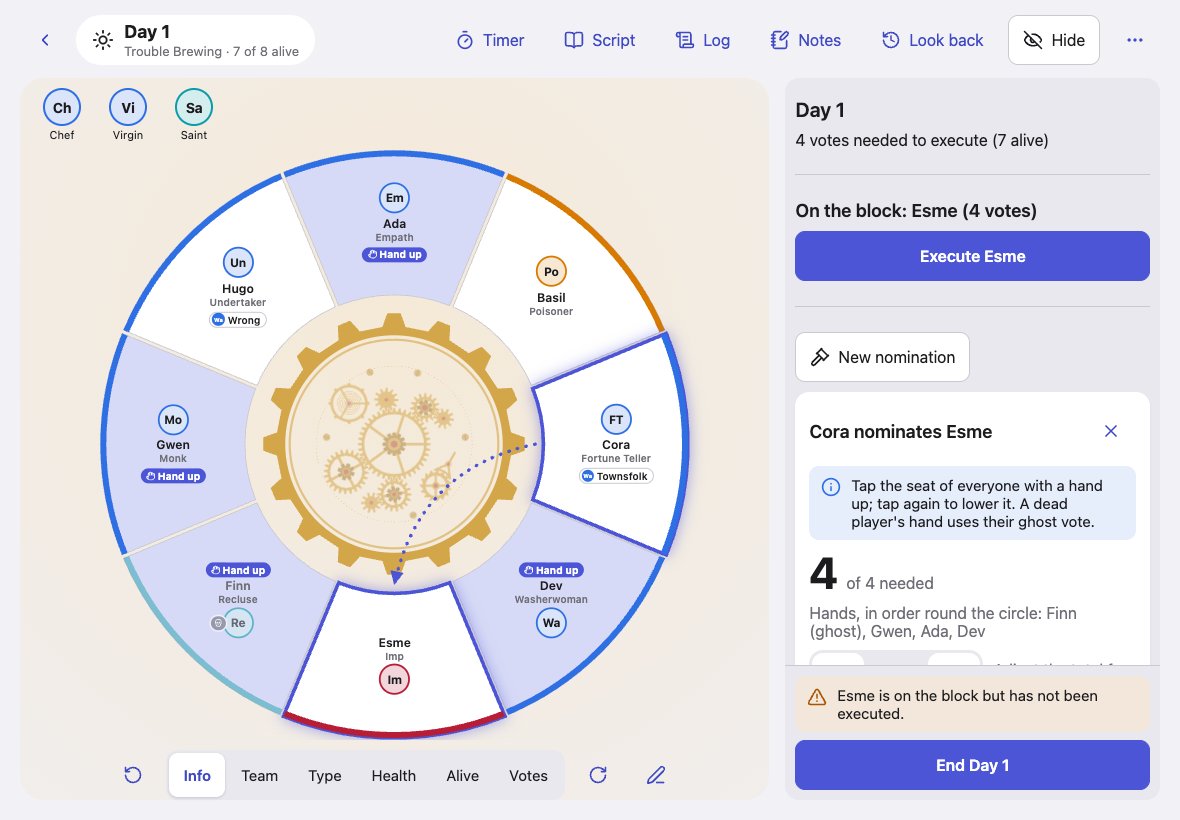 Day 1
Trouble Brewing · 7 of 8 alive
Timer
Script
Log
Notes
Look back
Hide
Ch
Chef
Vi
Virgin
Sa
Saint
Em
Ada
Empath
Hand up
Po
Basil
Poisoner
Un
Hugo
Undertaker
Wa Wrong
FT
Cora
Fortune Teller
Wa Townsfolk
Mo
Gwen
Monk
Hand up
Hand up
Finn
Recluse
Re
Hand up
Dev
Washerwoman
Wa
Esme
Imp
Im
Info
Team
Type
Health
Alive
Votes
Day 1
4 votes needed to execute (7 alive)
On the block: Esme (4 votes)
Execute Esme
New nomination
Cora nominates Esme
Tap the seat of everyone with a hand
up; tap again to lower it. A dead
player's hand uses their ghost vote.
4 of 4 needed
Hands, in order round the circle: Finn
(ghost), Gwen, Ada, Dev
Esme is on the block but has not been
executed.
End Day 1